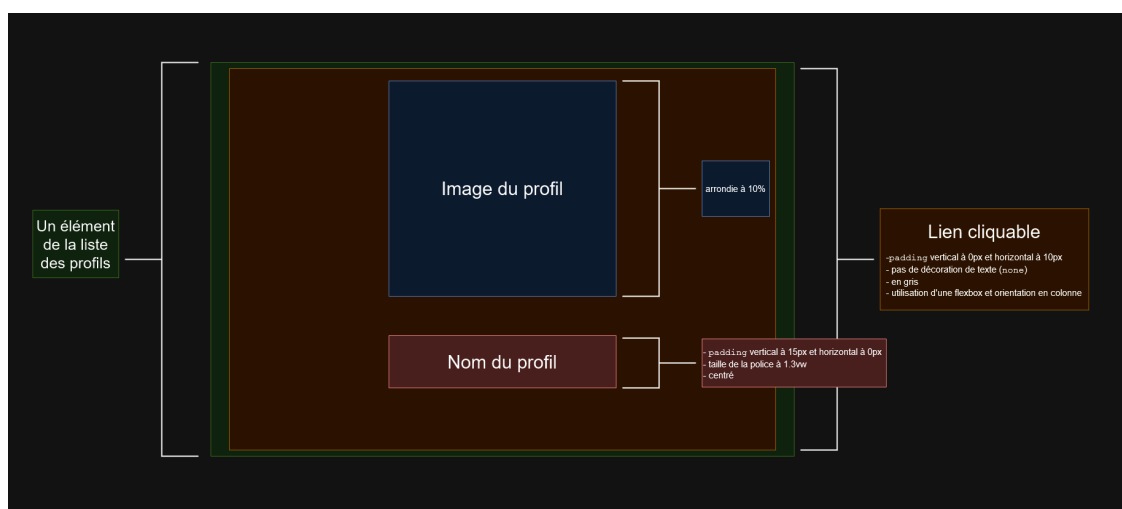 Un élément
de la liste
des profils
Image du profil
arrondie à 10%
Nom du profil
- padding vertical à 15px et horizontal à 0px
- taille de la police à 1.3vw
- centré
Lien cliquable
-padding vertical à 0px et horizontal à 10px
- pas de décoration de texte (none)
- en gris
- utilisation d'une flexbox et orientation en colonne